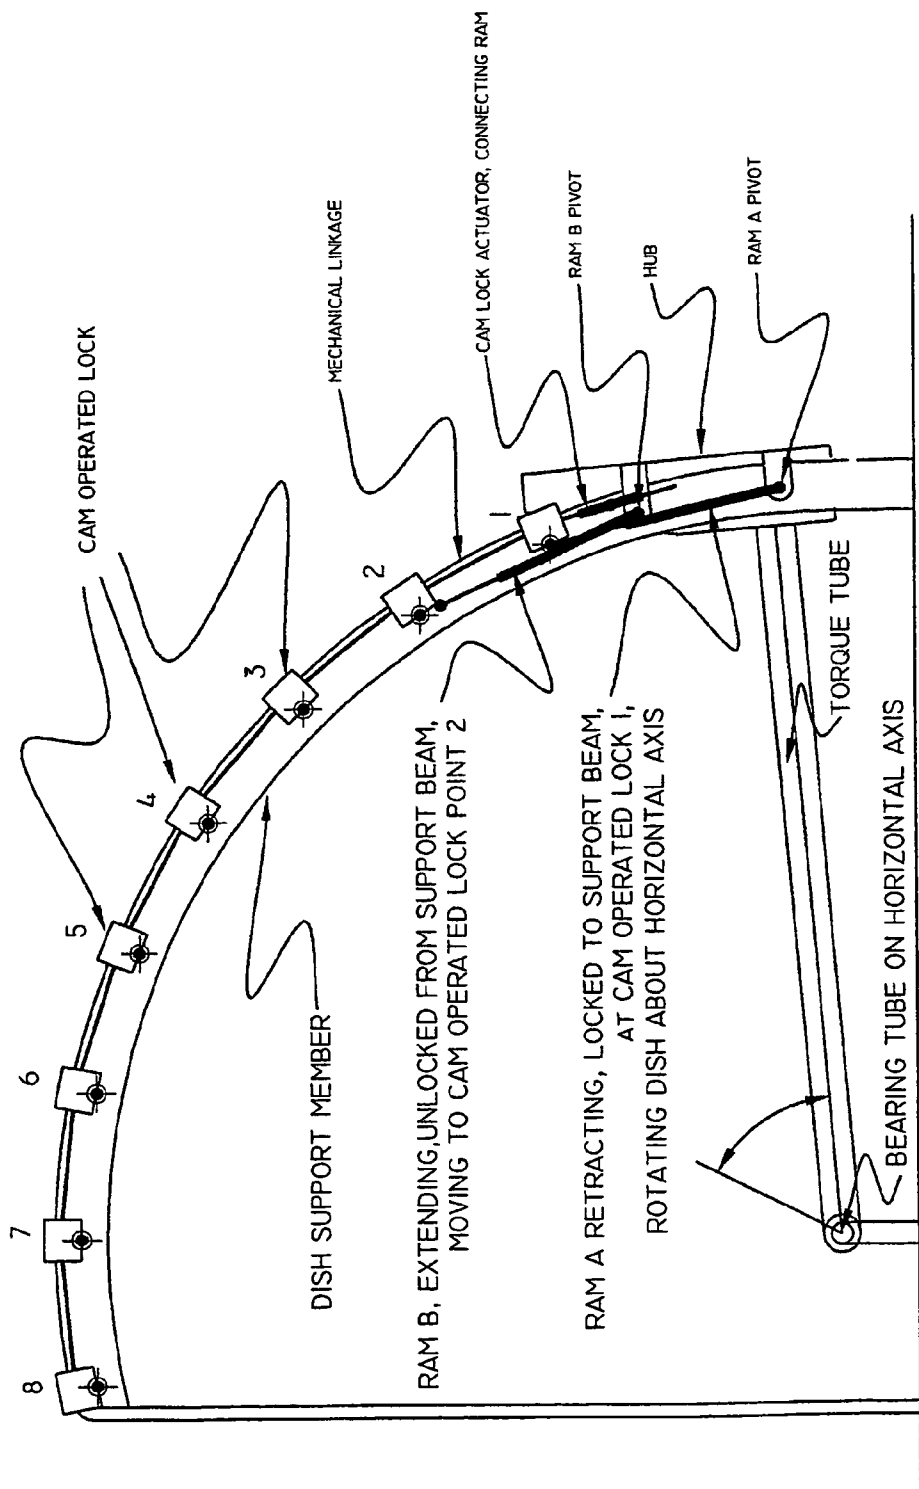 CAM OPERATED LOCK
MECHANICAL LINKAGE
CAM LOCK ACTUATOR, CONNECTING RAM
RAM B PIVOT
HUB
RAM A PIVOT
8
7
6
5
4
3
2
1
DISH SUPPORT MEMBER
RAM B, EXTENDING,UNLOCKED FROM SUPPORT BEAM,
MOVING TO CAM OPERATED LOCK POINT 2
RAM A RETRACTING, LOCKED TO SUPPORT BEAM,
AT CAM OPERATED LOCK 1,
ROTATING DISH ABOUT HORIZONTAL AXIS
TORQUE TUBE
BEARING TUBE ON HORIZONTAL AXIS